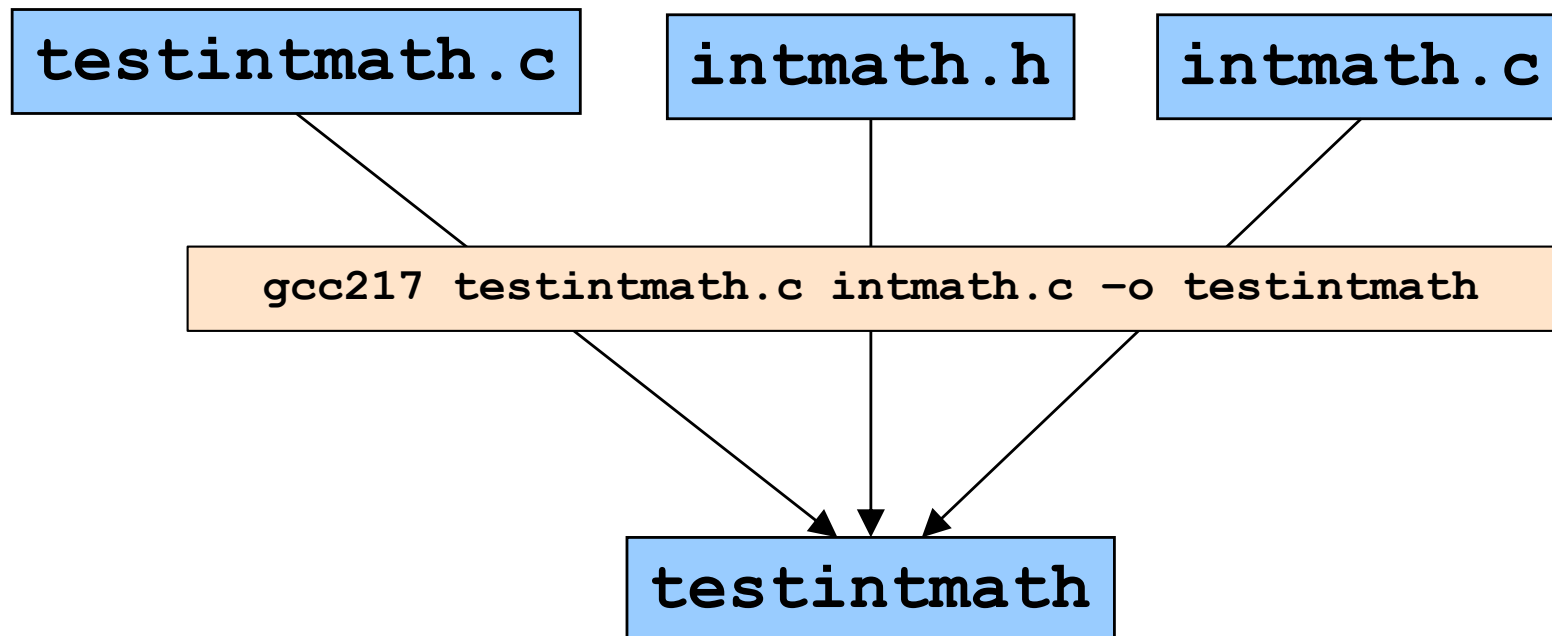 testintmath.c
intmath.h
intmath.c
gcc217 testintmath.c intmath.c –o testintmath
testintmath